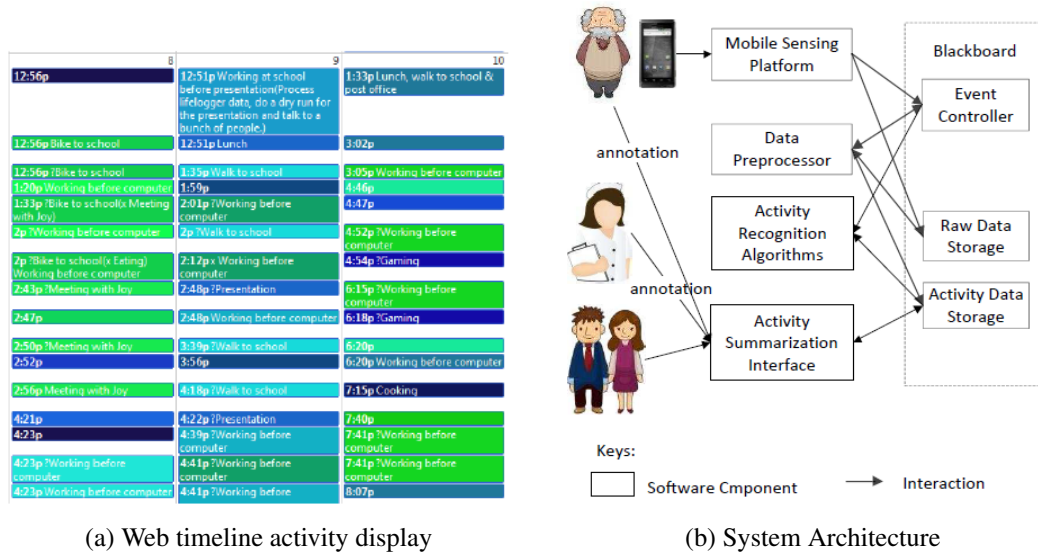 8
9
10
12:56p
12:51p Working at school
before presentation(Process
lifelogger data, do a dry run for
the presentation and talk to a
bunch of people.)
1:33p Lunch, walk to school &
post office
12:56p Bike to school
12:51p Lunch
3:02p
12:56p ?Bike to school
1:35p Walk to school
3:05p Working before computer
1:20p Working before computer
1:59p
4:46p
1:33p ?Bike to school(x Meeting
with Joy)
2:01p ?Working before
computer
4:47p
2p ?Working before computer
2p ?Walk to school
4:52p ?Working before
computer
2p ?Bike to school(x Eating)
Working before computer
2:12p x Working before
computer
4:54p ?Gaming
2:43p ?Meeting with Joy
2:48p ?Presentation
6:15p ?Working before
computer
2:47p
2:48p Working before computer
6:18p ?Gaming
2:50p ?Meeting with Joy
3:39p ?Walk to school
6:20p
2:52p
3:56p
6:20p Working before computer
2:56p Meeting with Joy
4:18p ?Walk to school
7:15p Cooking
4:21p
4:22p ?Presentation
7:40p
4:23p
4:39p ?Working before
computer
7:41p ?Working before
computer
4:23p ?Working before
computer
4:41p ?Working before
computer
7:41p ?Working before
computer
4:23p Working before computer
4:41p ?Working before
8:07p
(a) Web timeline activity display
Mobile Sensing
Platform
Blackboard
Event
Controller
annotation
Data
Preprocessor
Activity
Recognition
Algorithms
Raw Data
Storage
annotation
Activity Data
Storage
Activity
Summarization
Interface
Keys:
Software Cmponent
Interaction
(b) System Architecture